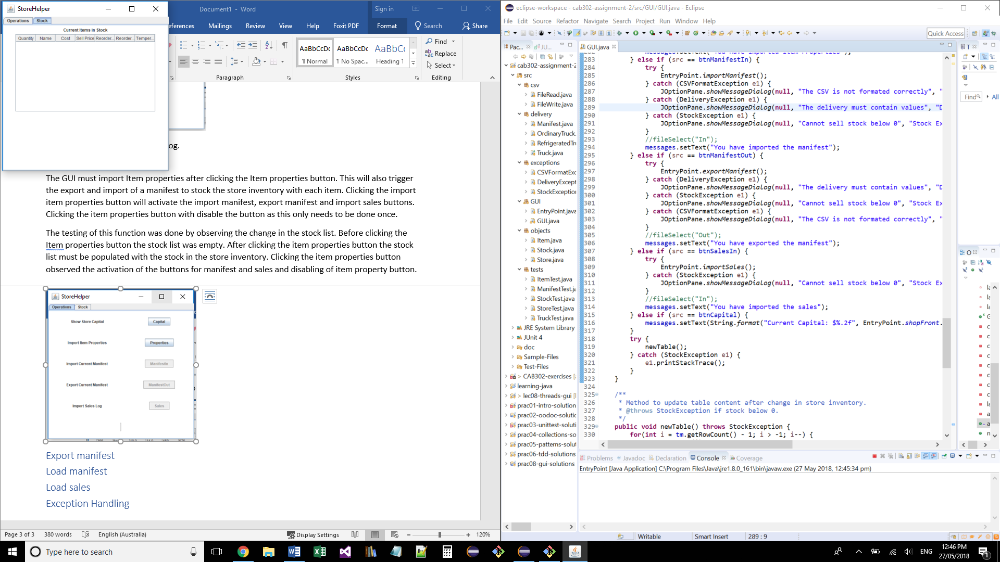 StoreHelper
Operations Stock
Current Items in Stock
Quantity Name Cost Sell Price Reorder... Reorder... Temper...
Document1 - Word
Sign in
eferences Mailings Review View Help Foxit PDF Format Search Share
AaBbCcDc AaBbCcDc AaBbCc
¶ Normal ¶ No Spac... Heading 1
Find
Replace
Select
Paragraph Styles Editing
og.
The GUI must import Item properties after clicking the Item properties button. This will also trigger
the export and import of a manifest to stock the store inventory with each item. Clicking the import
item properties button will activate the import manifest, export manifest and import sales buttons.
Clicking the item properties button with disable the button as this only needs to be done once.
The testing of this function was done by observing the change in the stock list. Before clicking the
Item properties button the stock list was empty. After clicking the item properties button the stock
list must be populated with the stock in the store inventory. Clicking the item properties button
observed the activation of the buttons for manifest and sales and disabling of item property button.
StoreHelper
Operations Stock
Show Store Capital Capital
Import Item Properties Properties
Import Current Manifest ManifestIn
Export Current Manifest ManifestOut
Import Sales Log Sales
Export manifest
Load manifest
Load sales
Exception Handling
Page 3 of 3 380 words English (Australia) Display Settings 120%
eclipse-workspace - cab302-assignment-2/src/GUI/GUI.java - Eclipse
File Edit Source Refactor Navigate Search Project Run Window Help
Quick Access
Pac... JU...
cab302-assignment-2
src
csv
FileRead.java
FileWrite.java
delivery
Manifest.java
OrdinaryTruck.
RefrigeratedTru
Truck.java
exceptions
CSVFormatExc
DeliveryExcept
StockException
GUI
EntryPoint.java
GUI.java
objects
Item.java
Stock.java
Store.java
tests
ItemTest.java
ManifestTest.ja
StockTest.java
StoreTest.java
TruckTest.java
JRE System Library
JUnit 4
doc
Sample-Files
Test-Files
> CAB302-exercises
learning-java
> lec08-threads-gui
prac01-intro-solution
prac02-oodoc-solutic
prac03-unittest-soluti
prac04-collections-so
prac05-patterns-solut
prac06-tdd-solutions
prac08-gui-solutions
GUI.java
282 messages.setText("You have imported Item Properties");
283 } else if (src == btnManifestIn) {
284 try {
285 EntryPoint.importManifest();
286 } catch (CSVFormatException e1) {
287 JOptionPane.showMessageDialog(null, "The CSV is not formated correctly", "
288 } catch (DeliveryException e1) {
289 JOptionPane.showMessageDialog(null, "The delivery must contain values", "D
290 } catch (StockException e1) {
291 JOptionPane.showMessageDialog(null, "Cannot sell stock below 0", "Stock Ex
292 }
293 //fileSelect("In");
294 messages.setText("You have imported the manifest");
295 } else if (src == btnManifestOut) {
296 try {
297 EntryPoint.exportManifest();
298 } catch (DeliveryException e1) {
299 JOptionPane.showMessageDialog(null, "The delivery must contain values", "D
300 } catch (StockException e1) {
301 JOptionPane.showMessageDialog(null, "Cannot sell stock below 0", "Stock Ex
302 } catch (CSVFormatException e1) {
303 JOptionPane.showMessageDialog(null, "The CSV is not formated correctly", "
304 }
305 //fileSelect("Out");
306 messages.setText("You have exported the manifest");
307 } else if (src == btnSalesIn) {
308 try {
309 EntryPoint.importSales();
310 } catch (StockException e1) {
311 JOptionPane.showMessageDialog(null, "Cannot sell stock below 0", "Stock Ex
312 }
313 //fileSelect("In");
314 messages.setText("You have imported the sales");
315 } else if (src == btnCapital) {
316 messages.setText(String.format("Current Capital: $%.2f", EntryPoint.shopFront.
317 }
318 try {
319 newTable();
320 } catch (StockException e1) {
321 e1.printStackTrace();
322 }
323 }
324
325 /**
326 * Method to update table content after change in store inventory.
327 * @throws StockException if stock below 0.
328 */
329 public void newTable() throws StockException {
330 for(int i = tm.getRowCount() - 1; i > -1; i--) {
T
Find All
O
Problems Javadoc Declaration Console Coverage
EntryPoint [Java Application] C:\Program Files\Java\jre1.8.0_161\bin\javaw.exe (27 May 2018, 12:45:34 pm)
Writable Smart Insert 289 : 9
Type here to search
ENG
12:46 PM
27/05/2018
1